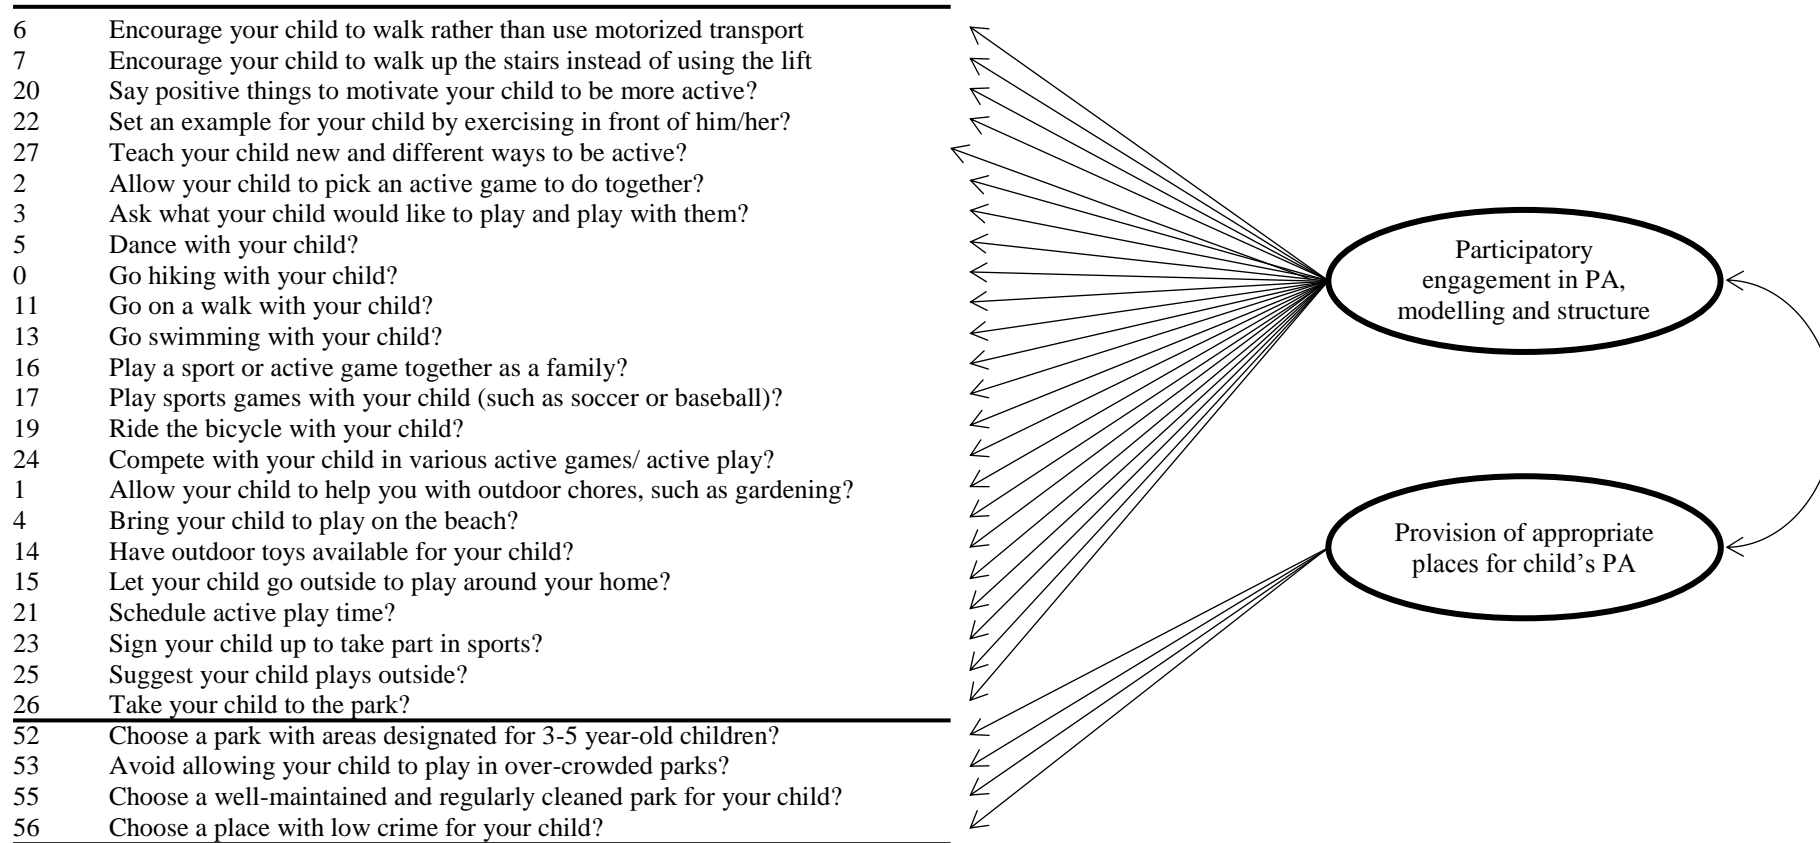 6 Encourage your child to walk rather than use motorized transport
7 Encourage your child to walk up the stairs instead of using the lift
20 Say positive things to motivate your child to be more active?
22 Set an example for your child by exercising in front of him/her?
27 Teach your child new and different ways to be active?
2 Allow your child to pick an active game to do together?
3 Ask what your child would like to play and play with them?
5 Dance with your child?
0 Go hiking with your child?
11 Go on a walk with your child?
13 Go swimming with your child?
16 Play a sport or active game together as a family?
17 Play sports games with your child (such as soccer or baseball)?
19 Ride the bicycle with your child?
24 Compete with your child in various active games/ active play?
1 Allow your child to help you with outdoor chores, such as gardening?
4 Bring your child to play on the beach?
14 Have outdoor toys available for your child?
15 Let your child go outside to play around your home?
21 Schedule active play time?
23 Sign your child up to take part in sports?
25 Suggest your child plays outside?
26 Take your child to the park?
52 Choose a park with areas designated for 3-5 year-old children?
53 Avoid allowing your child to play in over-crowded parks?
55 Choose a well-maintained and regularly cleaned park for your child?
56 Choose a place with low crime for your child?
Participatory
engagement in PA,
modelling and structure
Provision of appropriate
places for child's PA